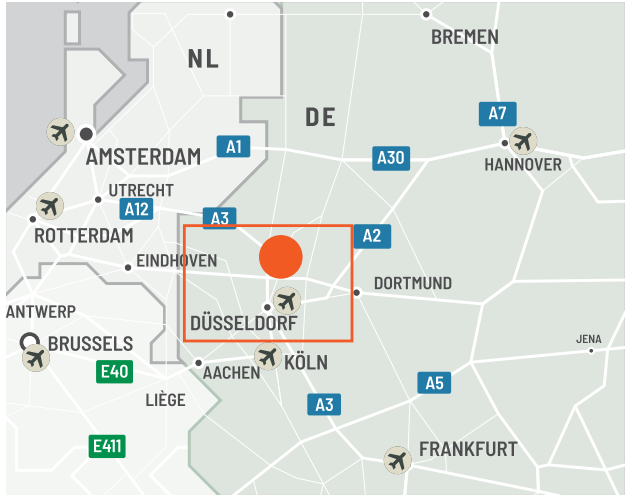 BREMEN
NL
DE
A7
AMSTERDAM
A1
A30
HANNOVER
UTRECHT
A12
A3
ROTTERDAM
A2
EINDHOVEN
DORTMUND
ANTWERP
DÜSSELDORF
BRUSSELS
JENA
KÖLN
AACHEN
E40
A5
LIÈGE
A3
E411
FRANKFURT